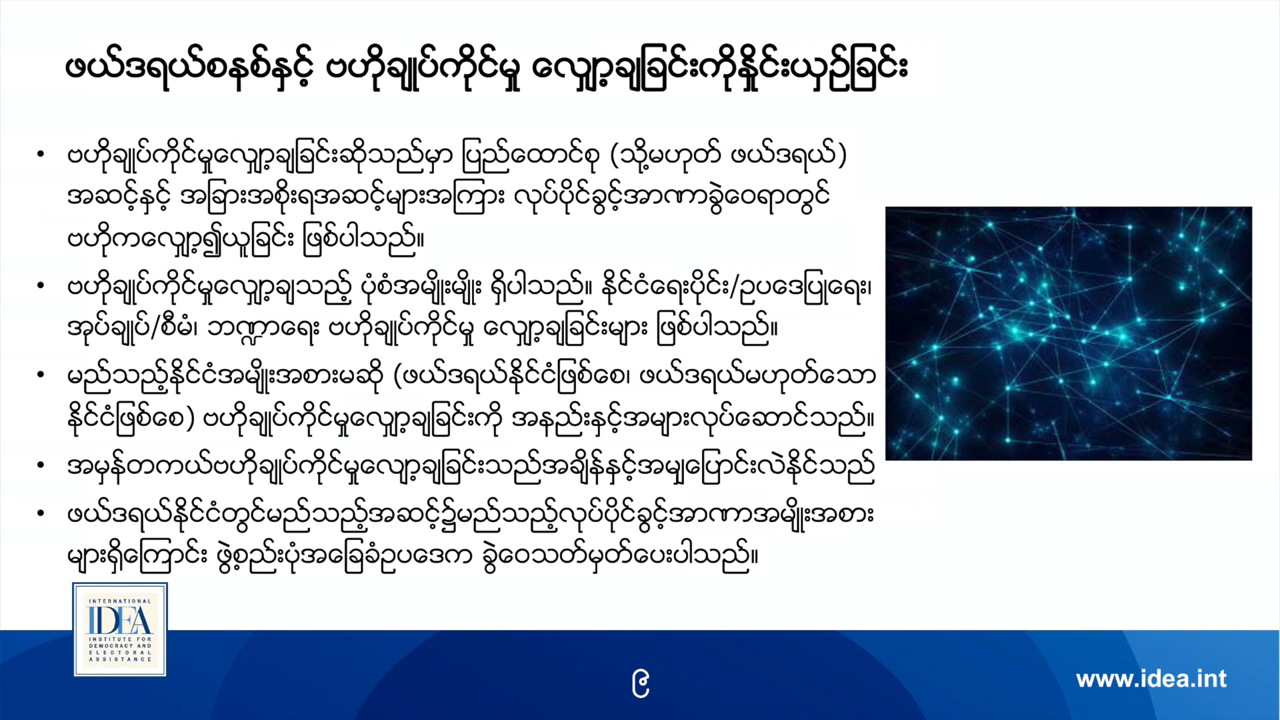 ဖယ်ဒရယ်စနစ်နှင့် ဗဟိုချုပ်ကိုင်မှု လျှော့ချခြင်းကိုနှိုင်းယှဉ်ခြင်း
• ဗဟိုချုပ်ကိုင်မှုလျှော့ချခြင်းဆိုသည်မှာ ပြည်ထောင်စု (သို့မဟုတ် ဖယ်ဒရယ်)
အဆင့်နှင့် အခြားအစိုးရအဆင့်များအကြား လုပ်ပိုင်ခွင့်အာဏာခွဲဝေရာတွင်
ဗဟိုကလျှော့၍ယူခြင်း ဖြစ်ပါသည်။
• ဗဟိုချုပ်ကိုင်မှုလျှော့ချသည့် ပုံစံအမျိုးမျိုး ရှိပါသည်။ နိုင်ငံရေးပိုင်း/ဥပဒေပြုရေး၊
အုပ်ချုပ်/စီမံ၊ ဘဏ္ဍာရေး ဗဟိုချုပ်ကိုင်မှု လျှော့ချခြင်းများ ဖြစ်ပါသည်။
• မည်သည့်နိုင်ငံအမျိုးအစားမဆို (ဖယ်ဒရယ်နိုင်ငံဖြစ်စေ၊ ဖယ်ဒရယ်မဟုတ်သော
နိုင်ငံဖြစ်စေ) ဗဟိုချုပ်ကိုင်မှုလျှော့ချခြင်းကို အနည်းနှင့်အများလုပ်ဆောင်သည်။
• အမှန်တကယ်ဗဟိုချုပ်ကိုင်မှုလျော့ချခြင်းသည်အချိန်နှင့်အမျှပြောင်းလဲနိုင်သည်
• ဖယ်ဒရယ်နိုင်ငံတွင်မည်သည့်အဆင့်၌မည်သည့်လုပ်ပိုင်ခွင့်အာဏာအမျိုးအစား
များရှိကြောင်း ဖွဲ့စည်းပုံအခြေခံဥပဒေက ခွဲဝေသတ်မှတ်ပေးပါသည်။
INTERNATIONAL
IDEA
INSTITUTE FOR
DEMOCRACY AND
ELECTORAL
ASSISTANCE
၉
www.idea.int